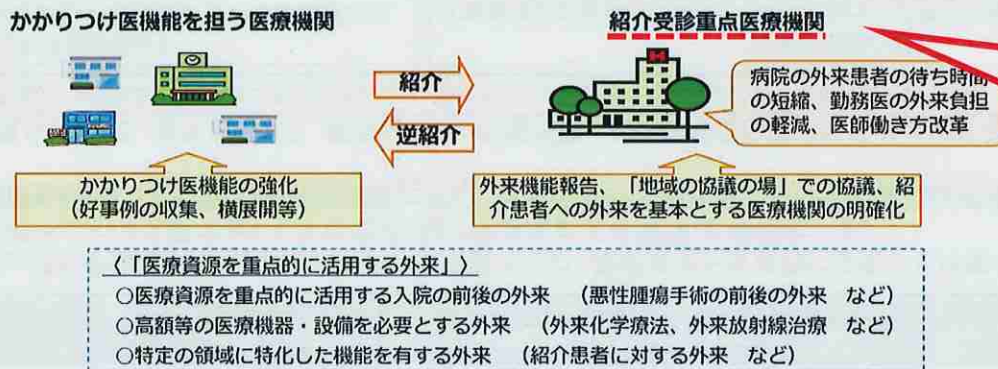 かかりつけ医機能を担う医療機関
紹介受診重点医療機関
紹介
逆紹介
病院の外来患者の待ち時間
の短縮、勤務医の外来負担
の軽減、医師働き方改革
かかりつけ医機能の強化
（好事例の収集、横展開等）
外来機能報告、「地域の協議の場」での協議、紹
介患者への外来を基本とする医療機関の明確化
〈「医療資源を重点的に活用する外来」〉
○医療資源を重点的に活用する入院の前後の外来　（悪性腫瘍手術の前後の外来　など）
○高額等の医療機器・設備を必要とする外来　（外来化学療法、外来放射線治療　など）
○特定の領域に特化した機能を有する外来　（紹介患者に対する外来　など）